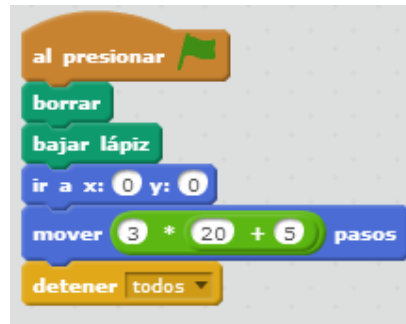 al presionar
borrar
bajar lápiz
ir a x: 0 y: 0
mover 3 * 20 + 5 pasos
detener todos